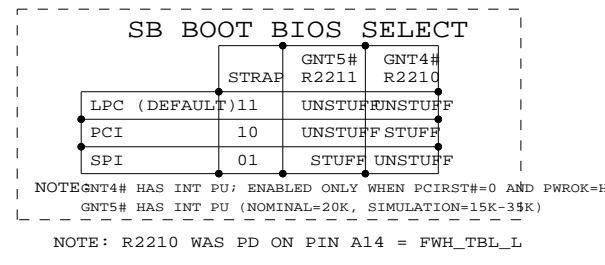 SB BOOT BIOS SELECT
GNT5# GNT4#
STRAP R2211 R2210
LPC (DEFAULT) 11 UNSTUFF UNSTUFF
PCI 10 UNSTUFF STUFF
SPI 01 STUFF UNSTUFF
NOTE: GNT4# HAS INT PU; ENABLED ONLY WHEN PCIRST#=0 AND PWROK=H
GNT5# HAS INT PU (NOMINAL=20K, SIMULATION=15K-35K)
NOTE: R2210 WAS PD ON PIN A14 = FWH_TBL_L